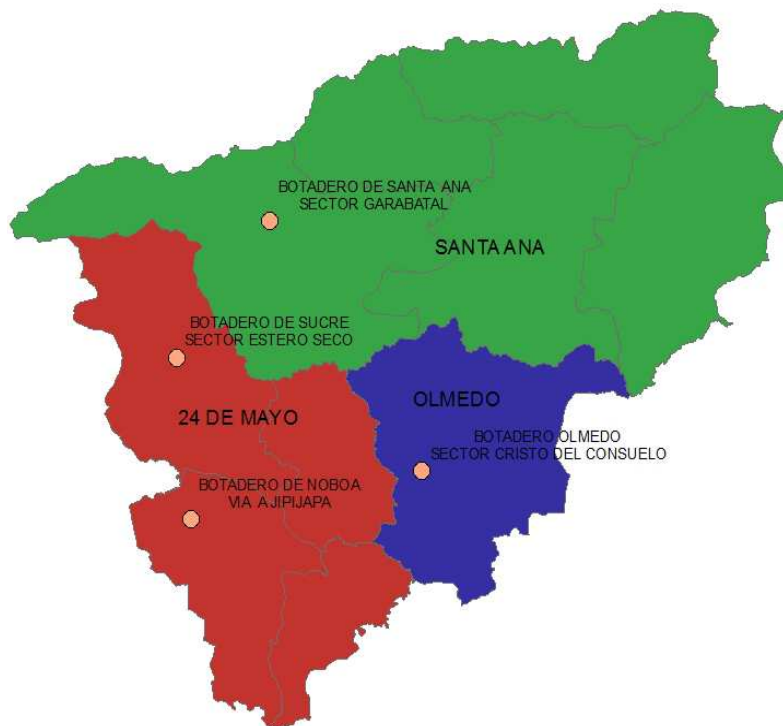 BOTADERO DE SANTA ANA
SECTOR GARABATAL
SANTA ANA
BOTADERO DE SUCRE
SECTOR ESTERO SECO
OLMEDO
24 DE MAYO
BOTADERO OLMEDO
SECTOR CRISTO DEL CONSUELO
BOTADERO DE NOBOA
VIA A JIPIJAPA